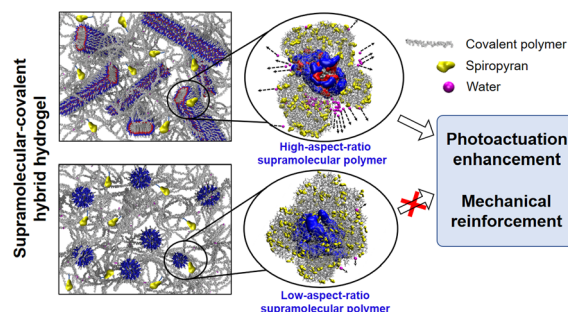 Supramolecular-covalent
hybrid hydrogel
High-aspect-ratio
supramolecular polymer
Low-aspect-ratio
supramolecular polymer
Covalent polymer
Spiropyran
Water
Photoactuation
enhancement
Mechanical
reinforcement